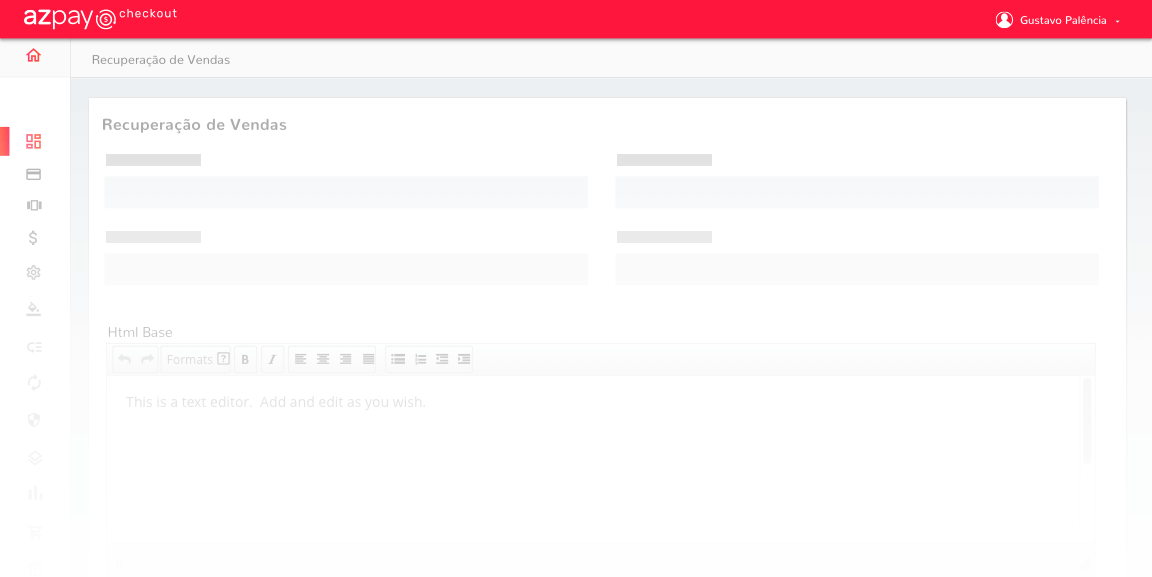 azpay checkout
Gustavo Palência
Recuperação de Vendas
Recuperação de Vendas
Html Base
Formats ? B I
This is a text editor. Add and edit as you wish.